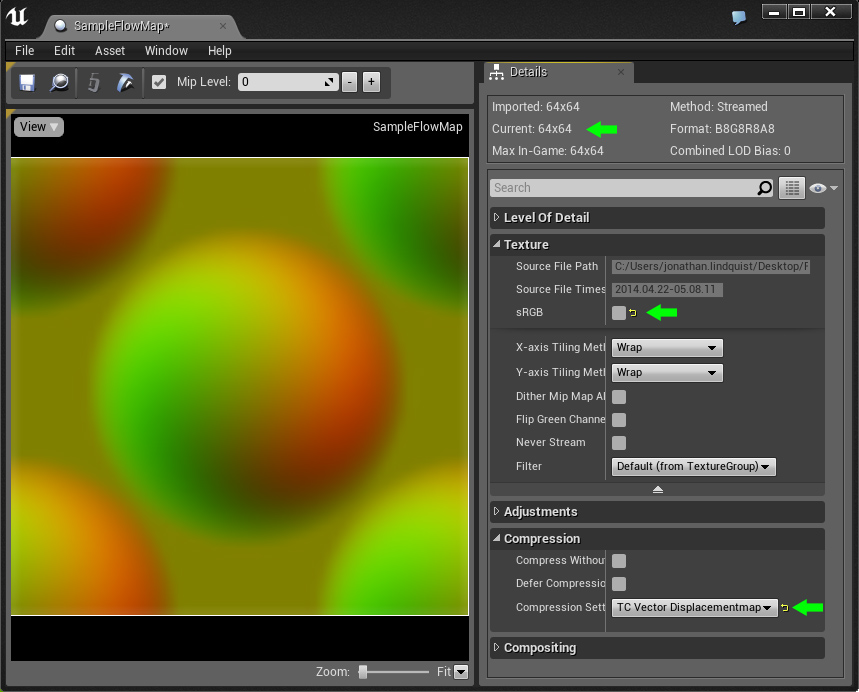 SampleFlowMap*
File Edit Asset Window Help
Mip Level: 0 - +
View
SampleFlowMap
Zoom: Fit
Details
Imported: 64x64 Method: Streamed
Current: 64x64 Format: B8G8R8A8
Max In-Game: 64x64 Combined LOD Bias: 0
Search
Level Of Detail
Texture
Source File Path C:/Users/jonathan.lindquist/Desktop/F
Source File Times 2014.04.22-05.08.11
sRGB
X-axis Tiling Metl Wrap
Y-axis Tiling Metl Wrap
Dither Mip Map Al
Flip Green Channe
Never Stream
Filter Default (from TextureGroup)
Adjustments
Compression
Compress Withou
Defer Compressio
Compression Sett TC Vector Displacementmap
Compositing